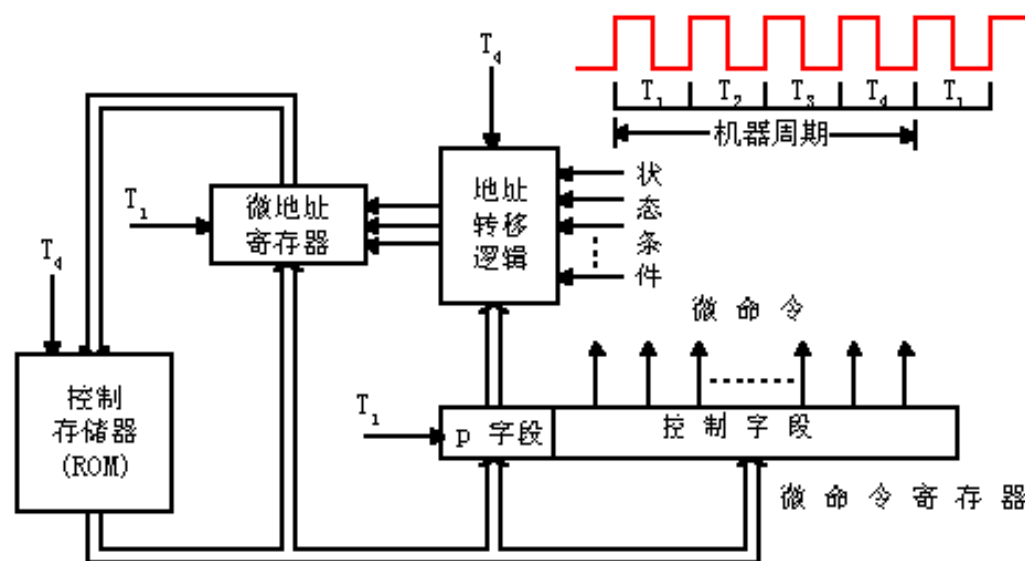 T₄
T₁ T₂ T₃ T₄ T₁
机器周期
状态条件
地址
转移
逻辑
T₁
微地址
寄存器
T₄
微命令
控制
存储器
(ROM)
T₁
p 字段
控制字段
微命令寄存器